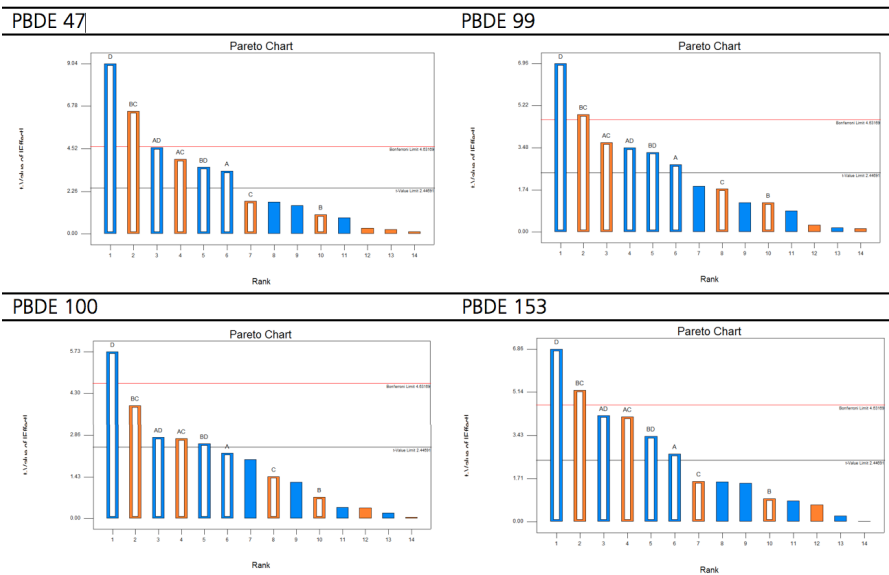 PBDE 47
Pareto Chart
9.04
6.78
4.52
2.26
0.00
D
BC
AD
AC
BD
A
C
B
Bonferroni Limit 4.63169
t-Value Limit 2.44691
1 2 3 4 5 6 7 8 9 10 11 12 13 14
Rank
PBDE 99
Pareto Chart
6.96
5.22
3.48
1.74
0.00
D
BC
AC
AD
BD
A
C
B
Bonferroni Limit 4.63169
t-Value Limit 2.44691
1 2 3 4 5 6 7 8 9 10 11 12 13 14
Rank
PBDE 100
Pareto Chart
5.73
4.30
2.86
1.43
0.00
D
BC
AD
AC
BD
A
C
B
Bonferroni Limit 4.63169
t-Value Limit 2.44691
1 2 3 4 5 6 7 8 9 10 11 12 13 14
Rank
PBDE 153
Pareto Chart
6.86
5.14
3.43
1.71
0.00
D
BC
AD
AC
BD
A
C
B
Bonferroni Limit 4.63169
t-Value Limit 2.44691
1 2 3 4 5 6 7 8 9 10 11 12 13 14
Rank